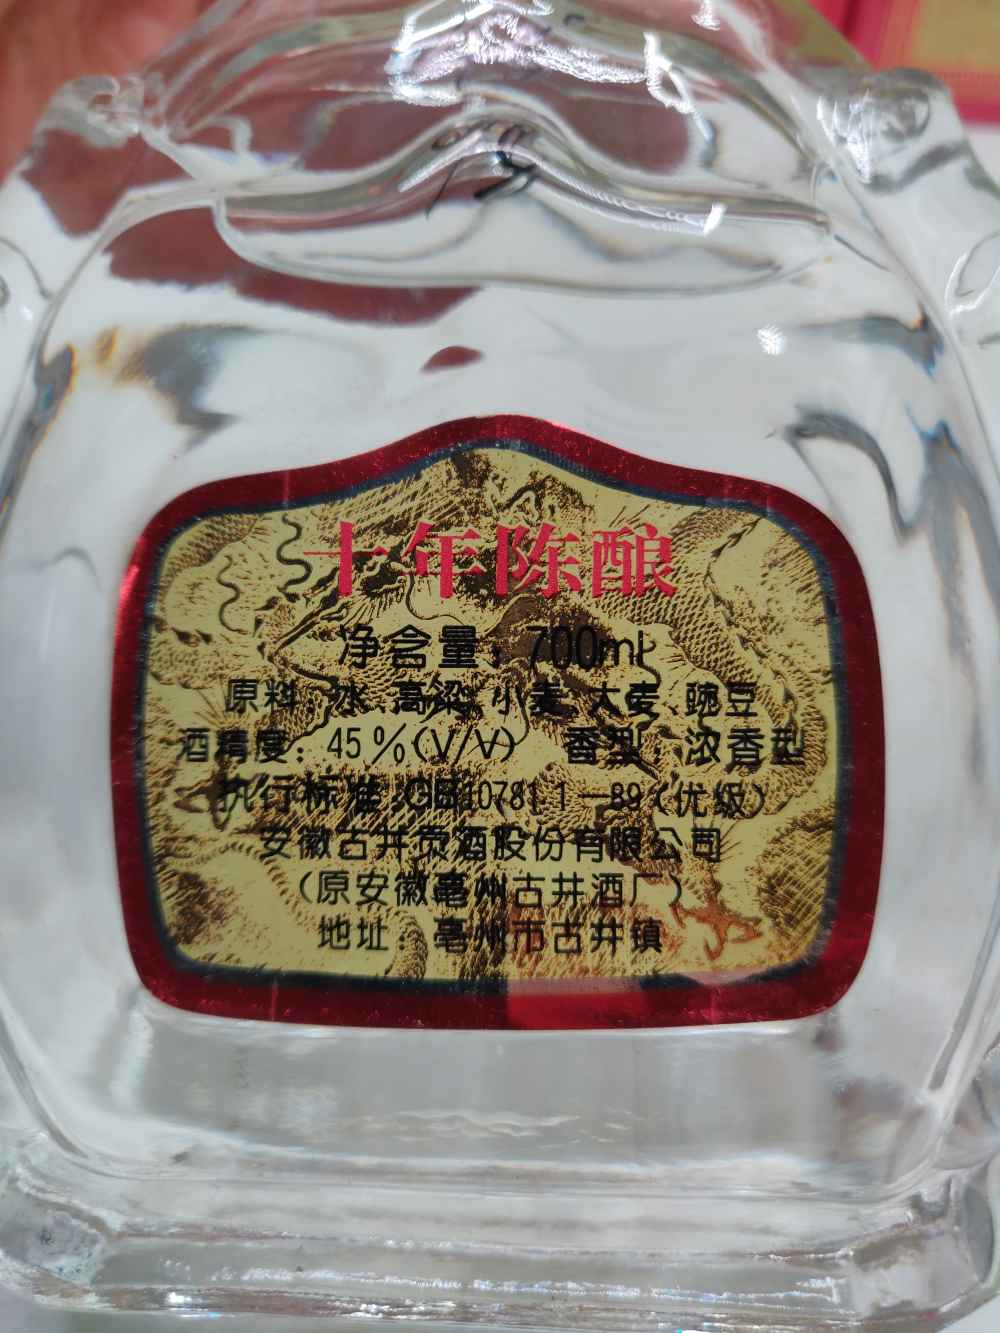 十年陈酿
净含量：700ml
原料：水 高粱 小麦 大麦 豌豆
酒精度：45%(V/V) 香型：浓香型
执行标准：GB10781.1—89(优级)
安徽古井贡酒股份有限公司
（原安徽亳州古井酒厂）
地址：亳州市古井镇